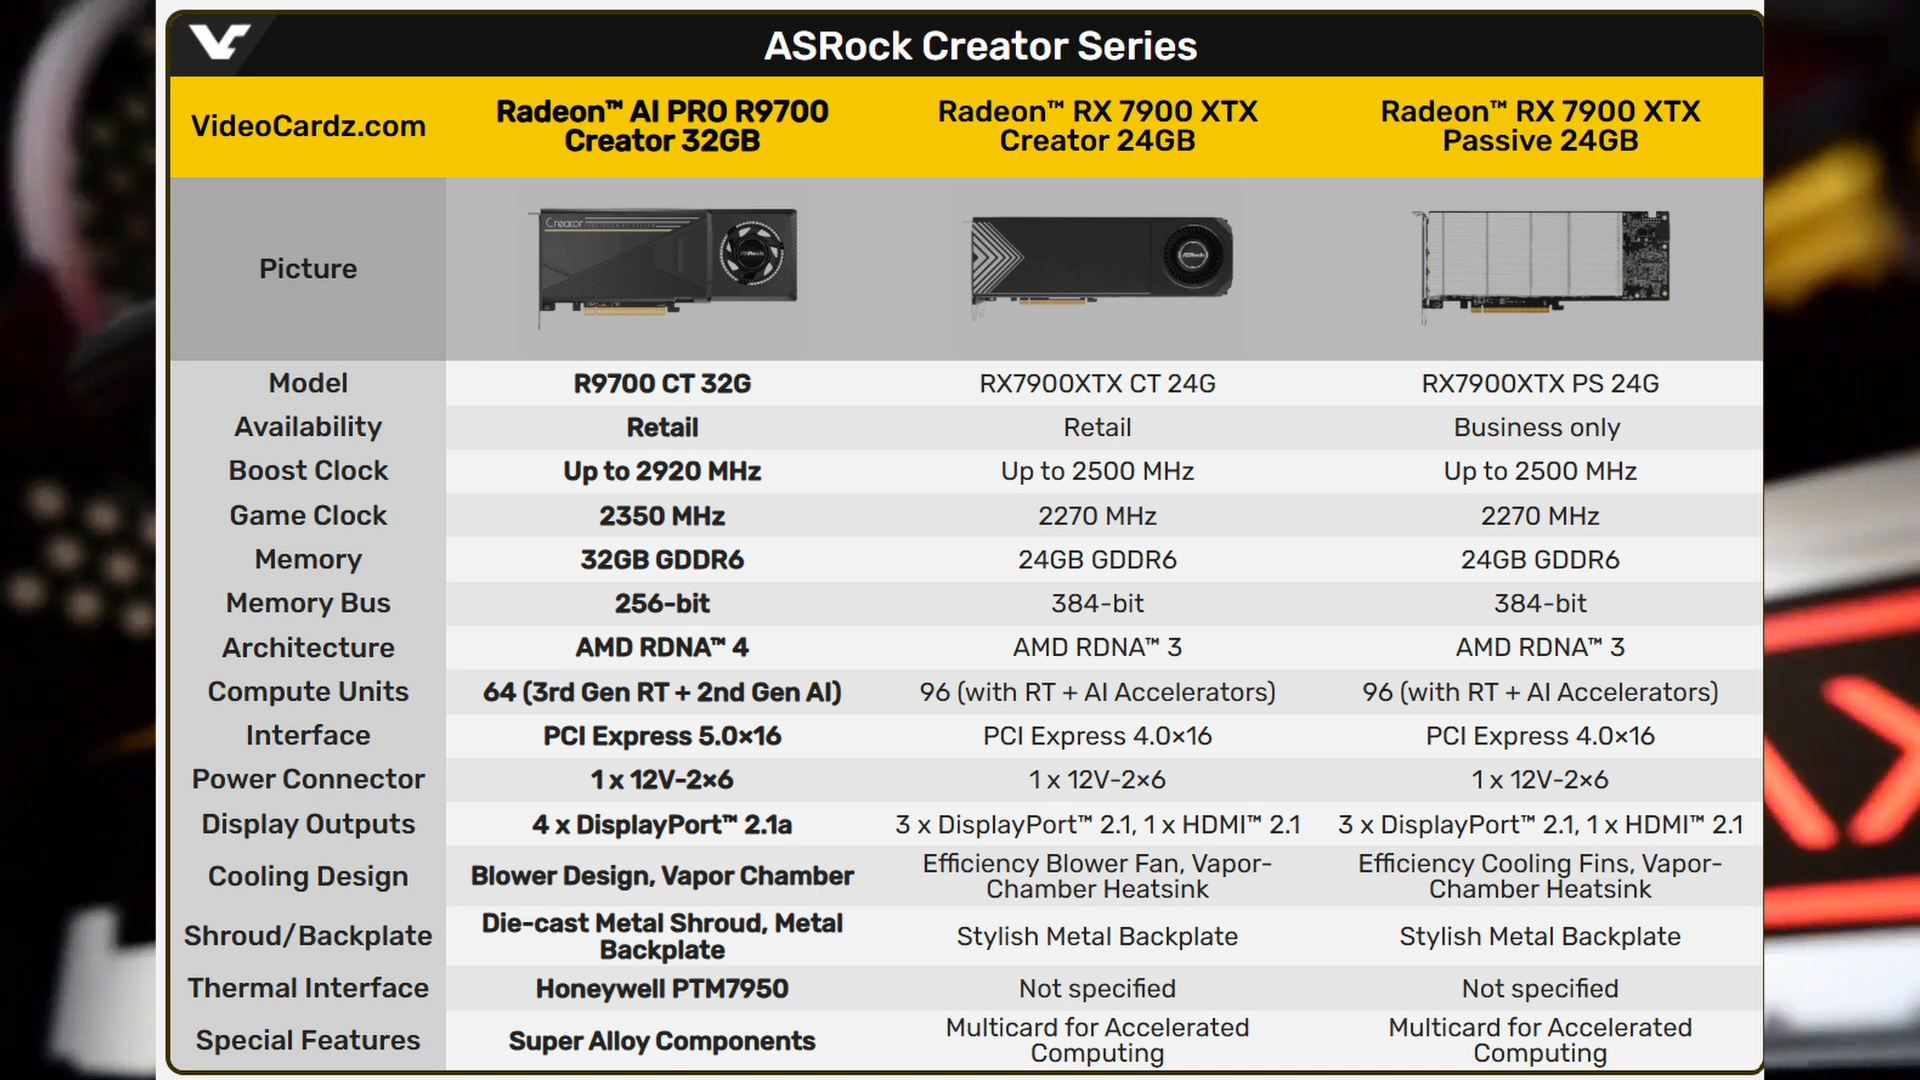 ASRock Creator Series
VideoCardz.com
Radeon™ AI PRO R9700
Creator 32GB
Radeon™ RX 7900 XTX
Creator 24GB
Radeon™ RX 7900 XTX
Passive 24GB
Picture
Creator
ASRock
ASRock
Model
R9700 CT 32G
RX7900XTX CT 24G
RX7900XTX PS 24G
Availability
Retail
Retail
Business only
Boost Clock
Up to 2920 MHz
Up to 2500 MHz
Up to 2500 MHz
Game Clock
2350 MHz
2270 MHz
2270 MHz
Memory
32GB GDDR6
24GB GDDR6
24GB GDDR6
Memory Bus
256-bit
384-bit
384-bit
Architecture
AMD RDNA™ 4
AMD RDNA™ 3
AMD RDNA™ 3
Compute Units
64 (3rd Gen RT + 2nd Gen AI)
96 (with RT + AI Accelerators)
96 (with RT + AI Accelerators)
Interface
PCI Express 5.0×16
PCI Express 4.0×16
PCI Express 4.0×16
Power Connector
1 x 12V-2×6
1 x 12V-2×6
1 x 12V-2×6
Display Outputs
4 x DisplayPort™ 2.1a
3 x DisplayPort™ 2.1, 1 x HDMI™ 2.1
3 x DisplayPort™ 2.1, 1 x HDMI™ 2.1
Cooling Design
Blower Design, Vapor Chamber
Efficiency Blower Fan, Vapor-
Chamber Heatsink
Efficiency Cooling Fins, Vapor-
Chamber Heatsink
Shroud/Backplate
Die-cast Metal Shroud, Metal
Backplate
Stylish Metal Backplate
Stylish Metal Backplate
Thermal Interface
Honeywell PTM7950
Not specified
Not specified
Special Features
Super Alloy Components
Multicard for Accelerated
Computing
Multicard for Accelerated
Computing